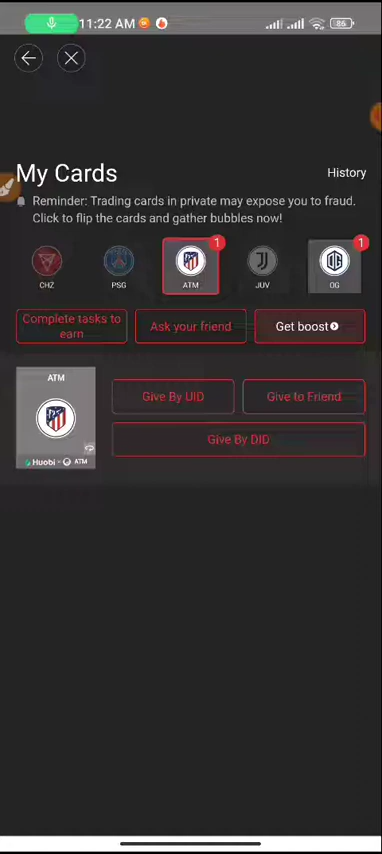 11:22 AM
86
My Cards
History
Reminder: Trading cards in private may expose you to fraud.
Click to flip the cards and gather bubbles now!
1
1
CHZ
PSG
ATM
JUV
OG
Complete tasks to
earn
Ask your friend
Get boost
ATM
Give By UID
Give to Friend
Give By DID
Huobi
ATM